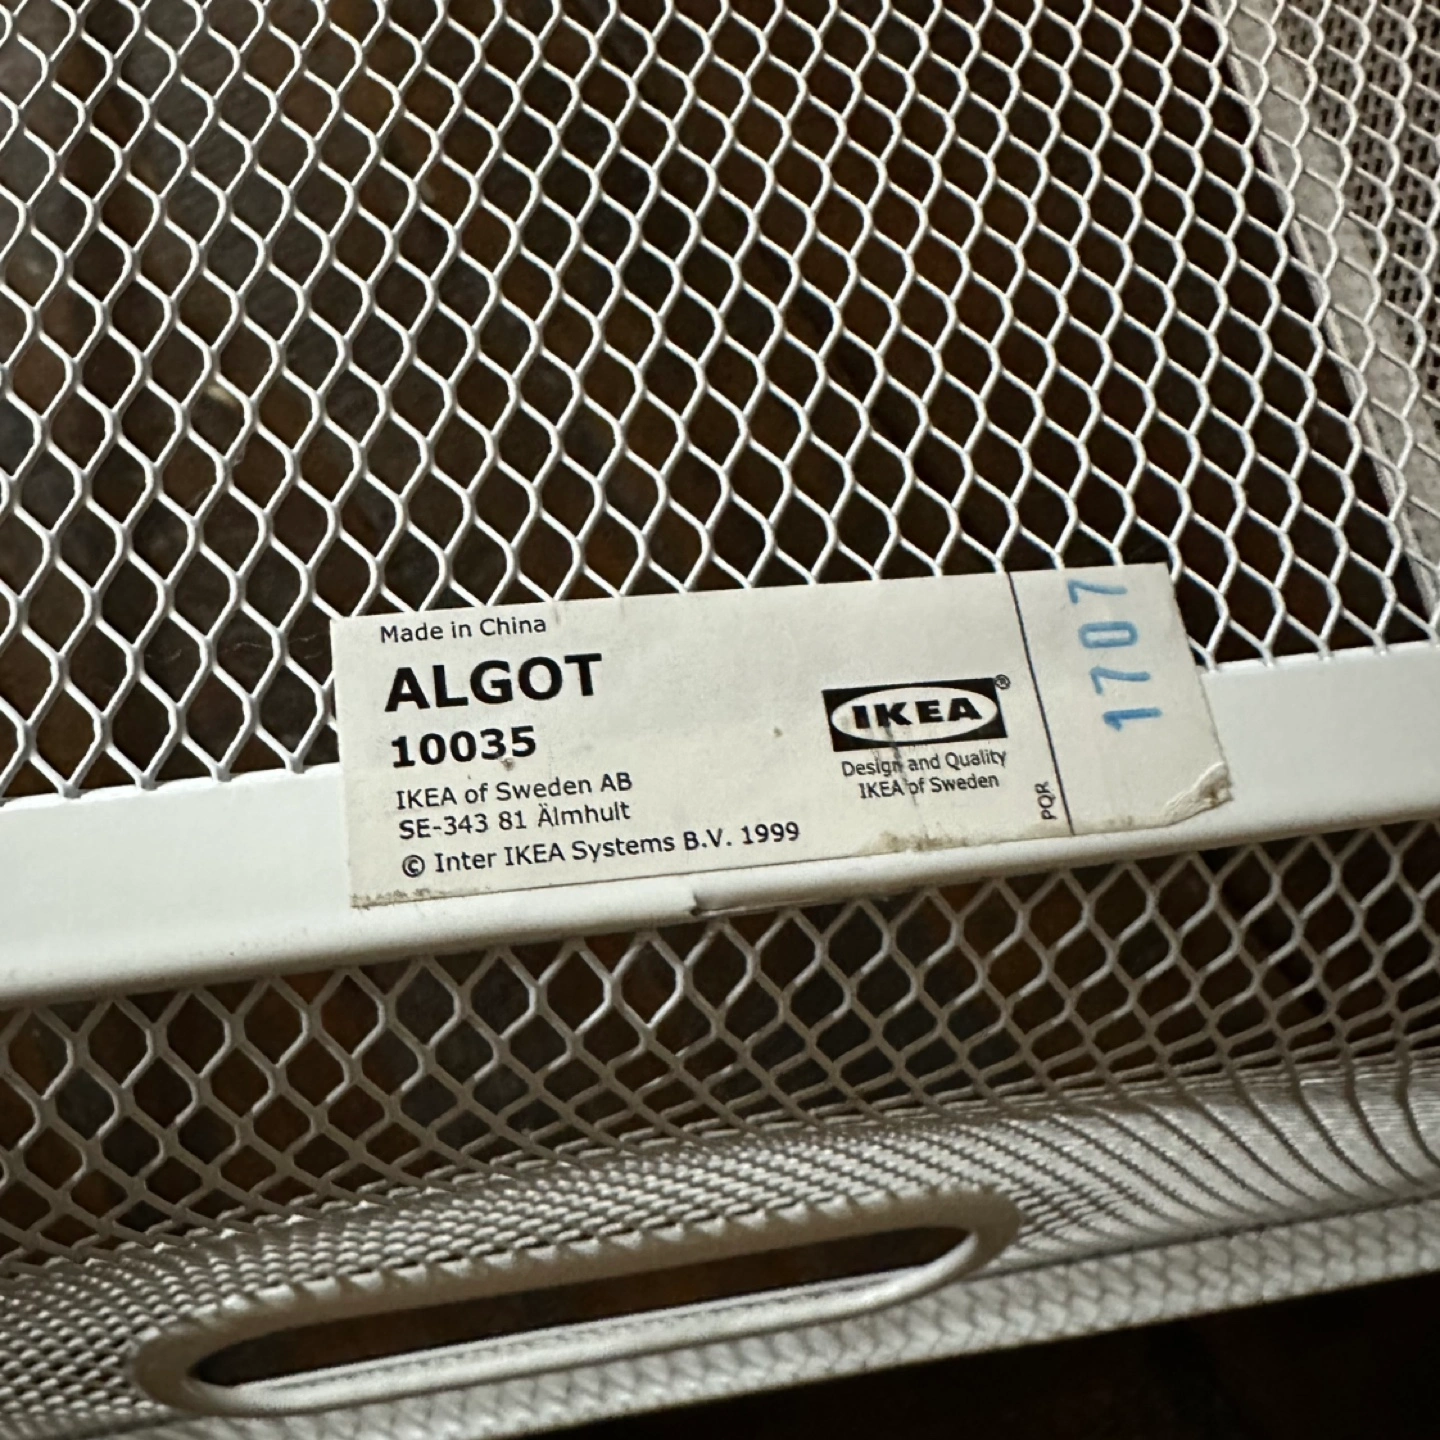 Made in China
ALGOT
10035
IKEA of Sweden AB
SE-343 81 Älmhult
© Inter IKEA Systems B.V. 1999
IKEA®
Design and Quality
IKEA of Sweden
PQR
1707